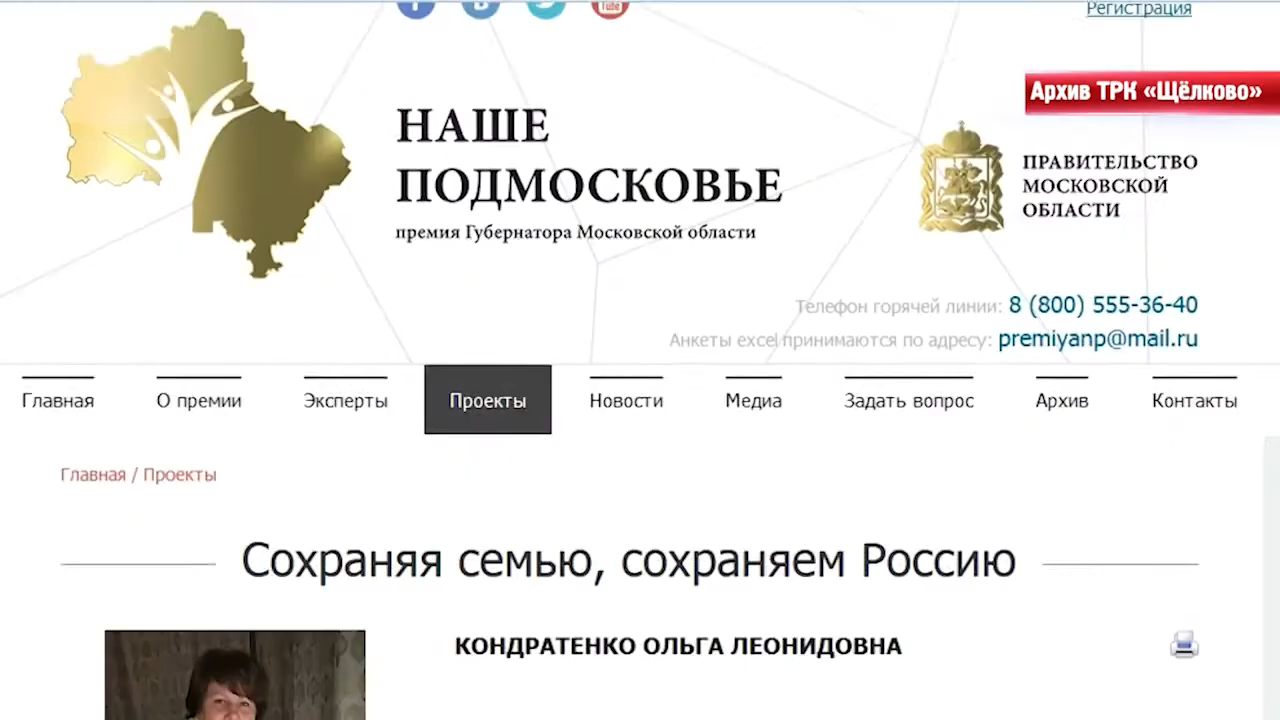 Регистрация
Архив ТРК «Щёлково»
НАШЕ
ПОДМОСКОВЬЕ
премия Губернатора Московской области
ПРАВИТЕЛЬСТВО
МОСКОВСКОЙ
ОБЛАСТИ
Телефон горячей линии: 8 (800) 555-36-40
Анкеты excel принимаются по адресу: premiyanp@mail.ru
Главная О премии Эксперты Проекты Новости Медиа Задать вопрос Архив Контакты
Главная / Проекты
Сохраняя семью, сохраняем Россию
КОНДРАТЕНКО ОЛЬГА ЛЕОНИДОВНА